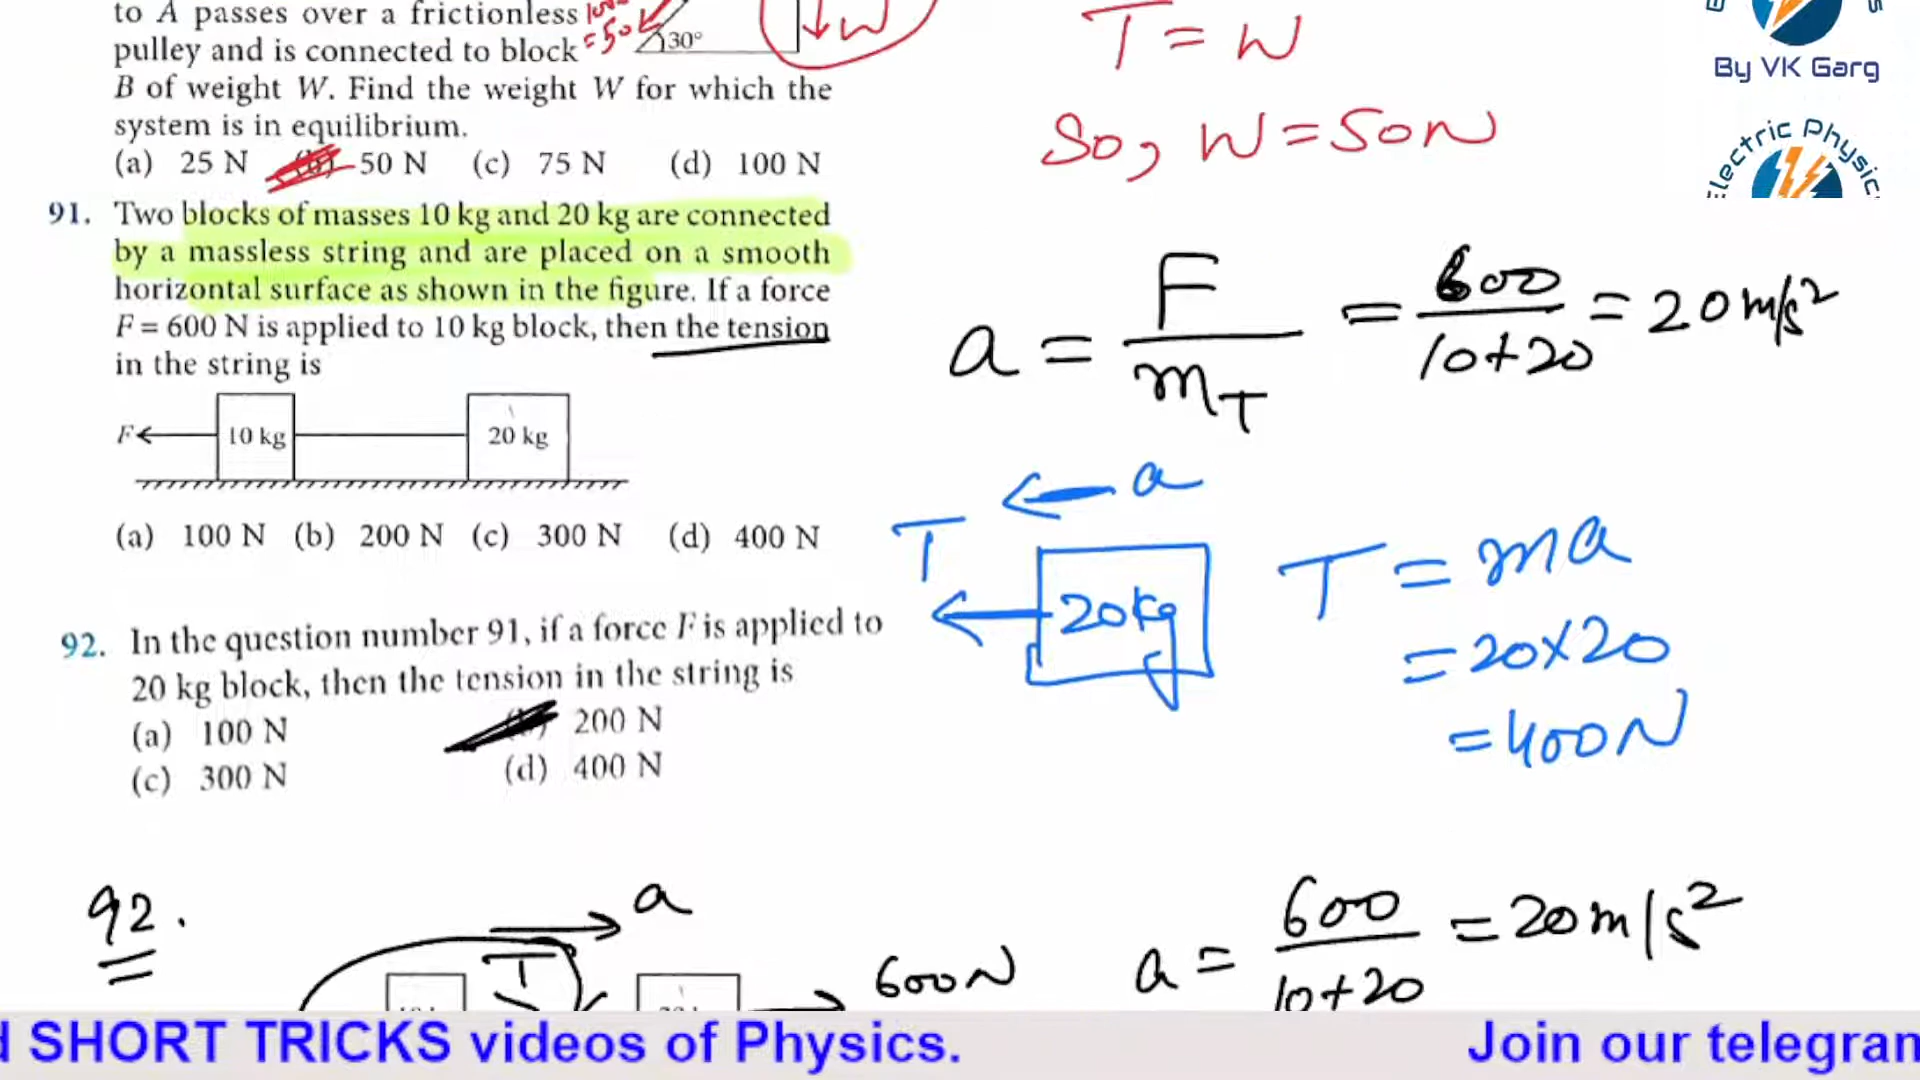 to A passes over a frictionless
pulley and is connected to block
B of weight W. Find the weight W for which the
system is in equilibrium.
(a) 25 N 50 N (c) 75 N (d) 100 N
= 50
30°
W
T = W
So, W = 50N
By VK Garg
Electric Physics
91. Two blocks of masses 10 kg and 20 kg are connected
by a massless string and are placed on a smooth
horizontal surface as shown in the figure. If a force
F = 600 N is applied to 10 kg block, then the tension
in the string is
F 10 kg 20 kg
(a) 100 N (b) 200 N (c) 300 N (d) 400 N
a = F/mT = 600/10+20 = 20 m/s²
a
T
20kg
T = ma
= 20×20
= 400N
92. In the question number 91, if a force F is applied to
20 kg block, then the tension in the string is
(a) 100 N 200 N
(c) 300 N (d) 400 N
92.
a
T
600N
a = 600/10+20 = 20m/s²
SHORT TRICKS videos of Physics.
Join our telegram